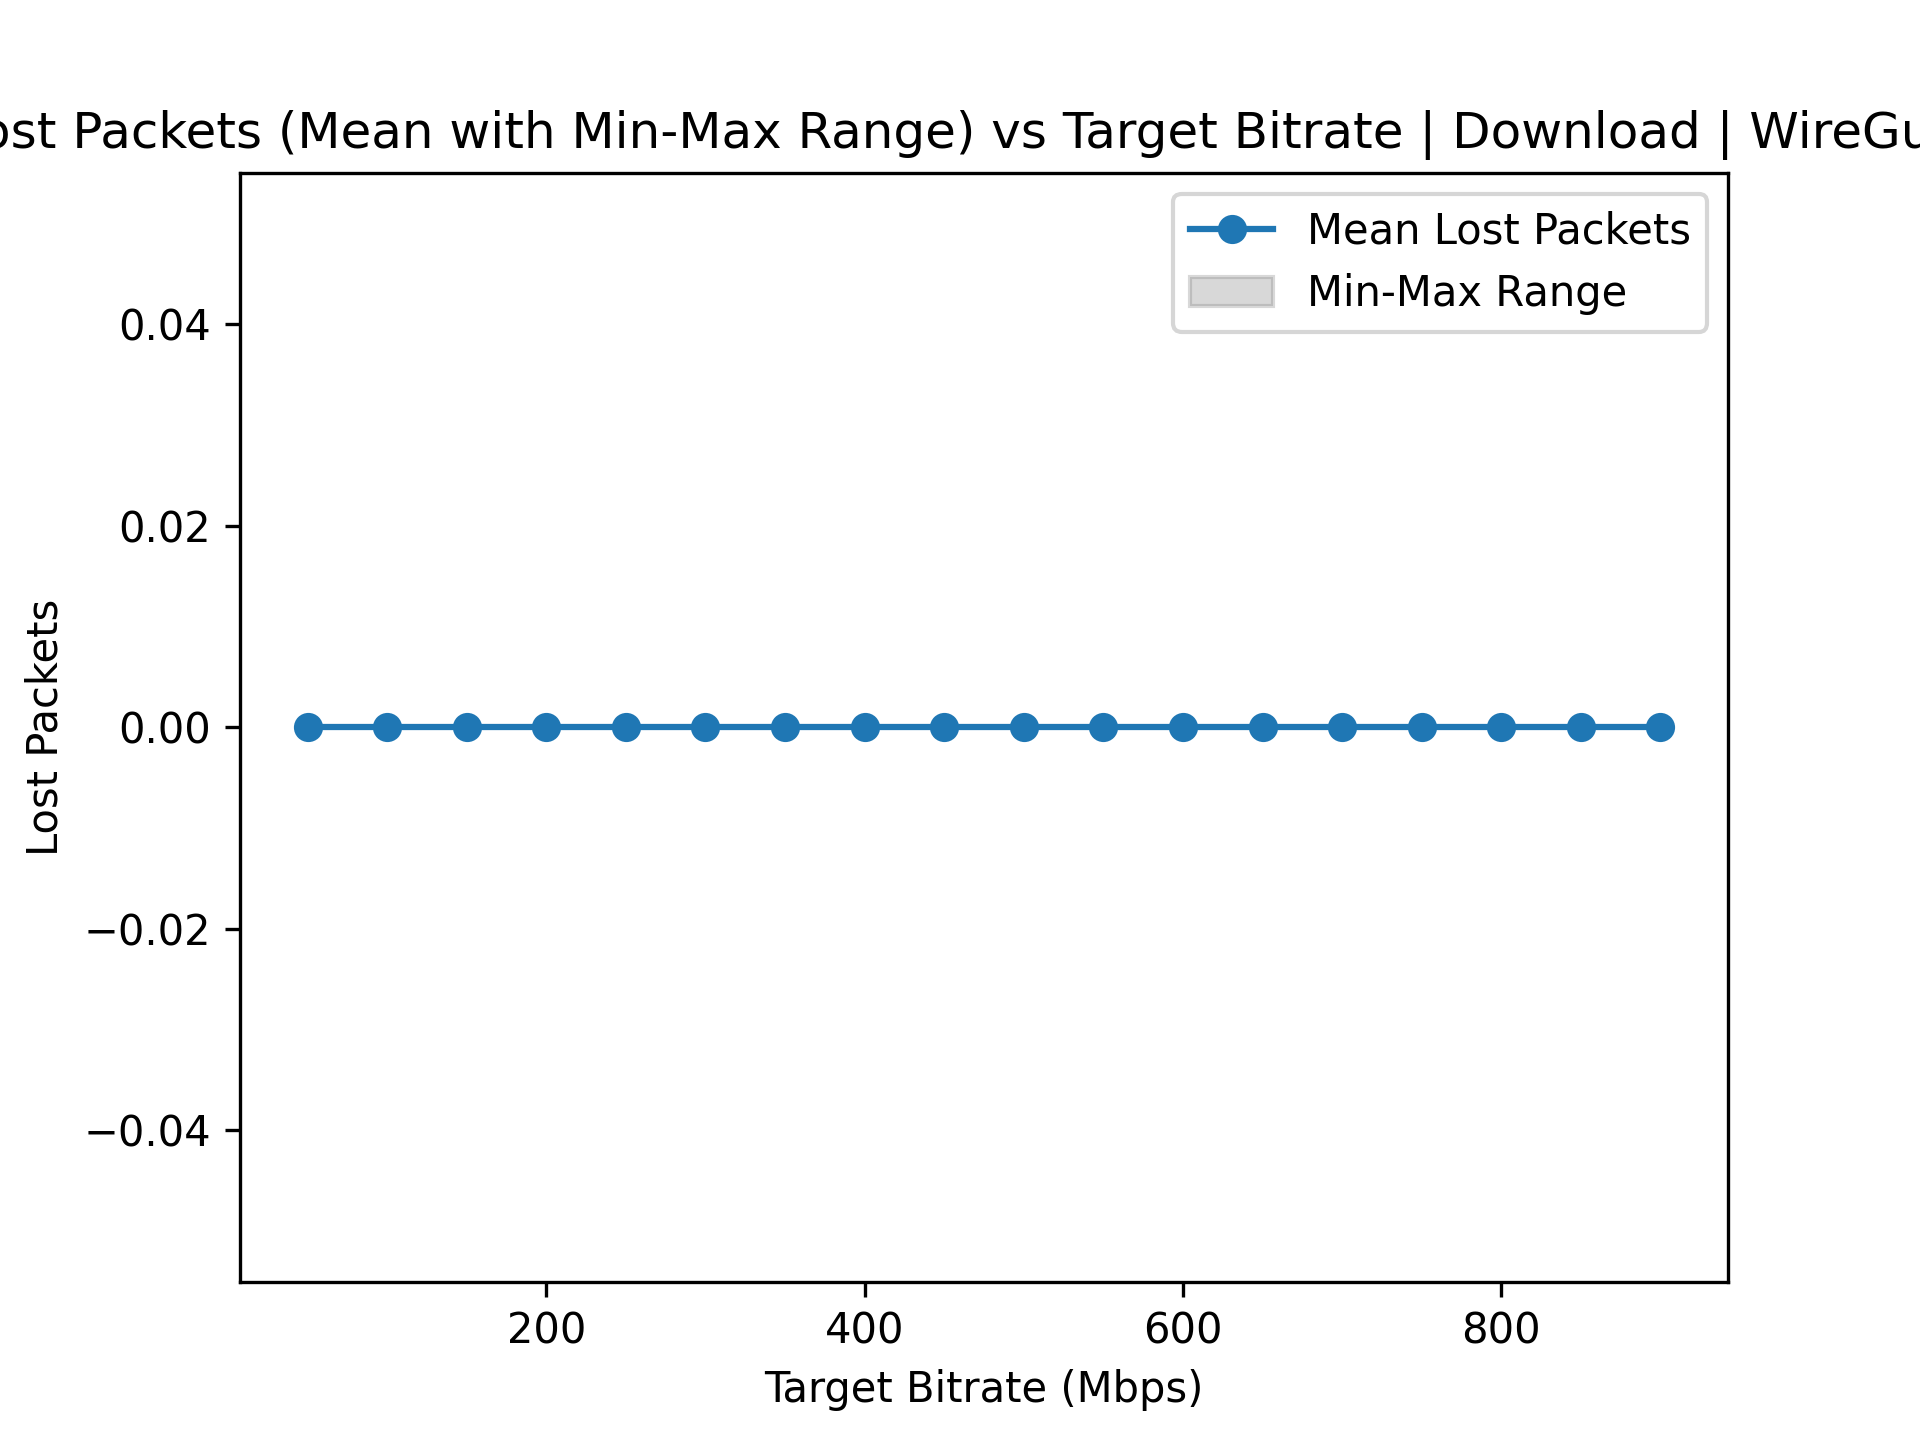 ost Packets (Mean with Min-Max Range) vs Target Bitrate | Download | WireGu
Mean Lost Packets
Min-Max Range
0.04
0.02
0.00
−0.02
−0.04
Lost Packets
200 400 600 800
Target Bitrate (Mbps)